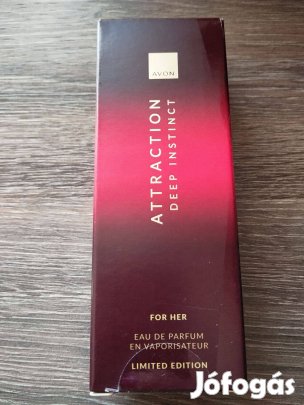 AVON
ATTRACTION
DEEP INSTINCT
FOR HER
EAU DE PARFUM
EN VAPORISATEUR
LIMITED EDITION
Jófogás